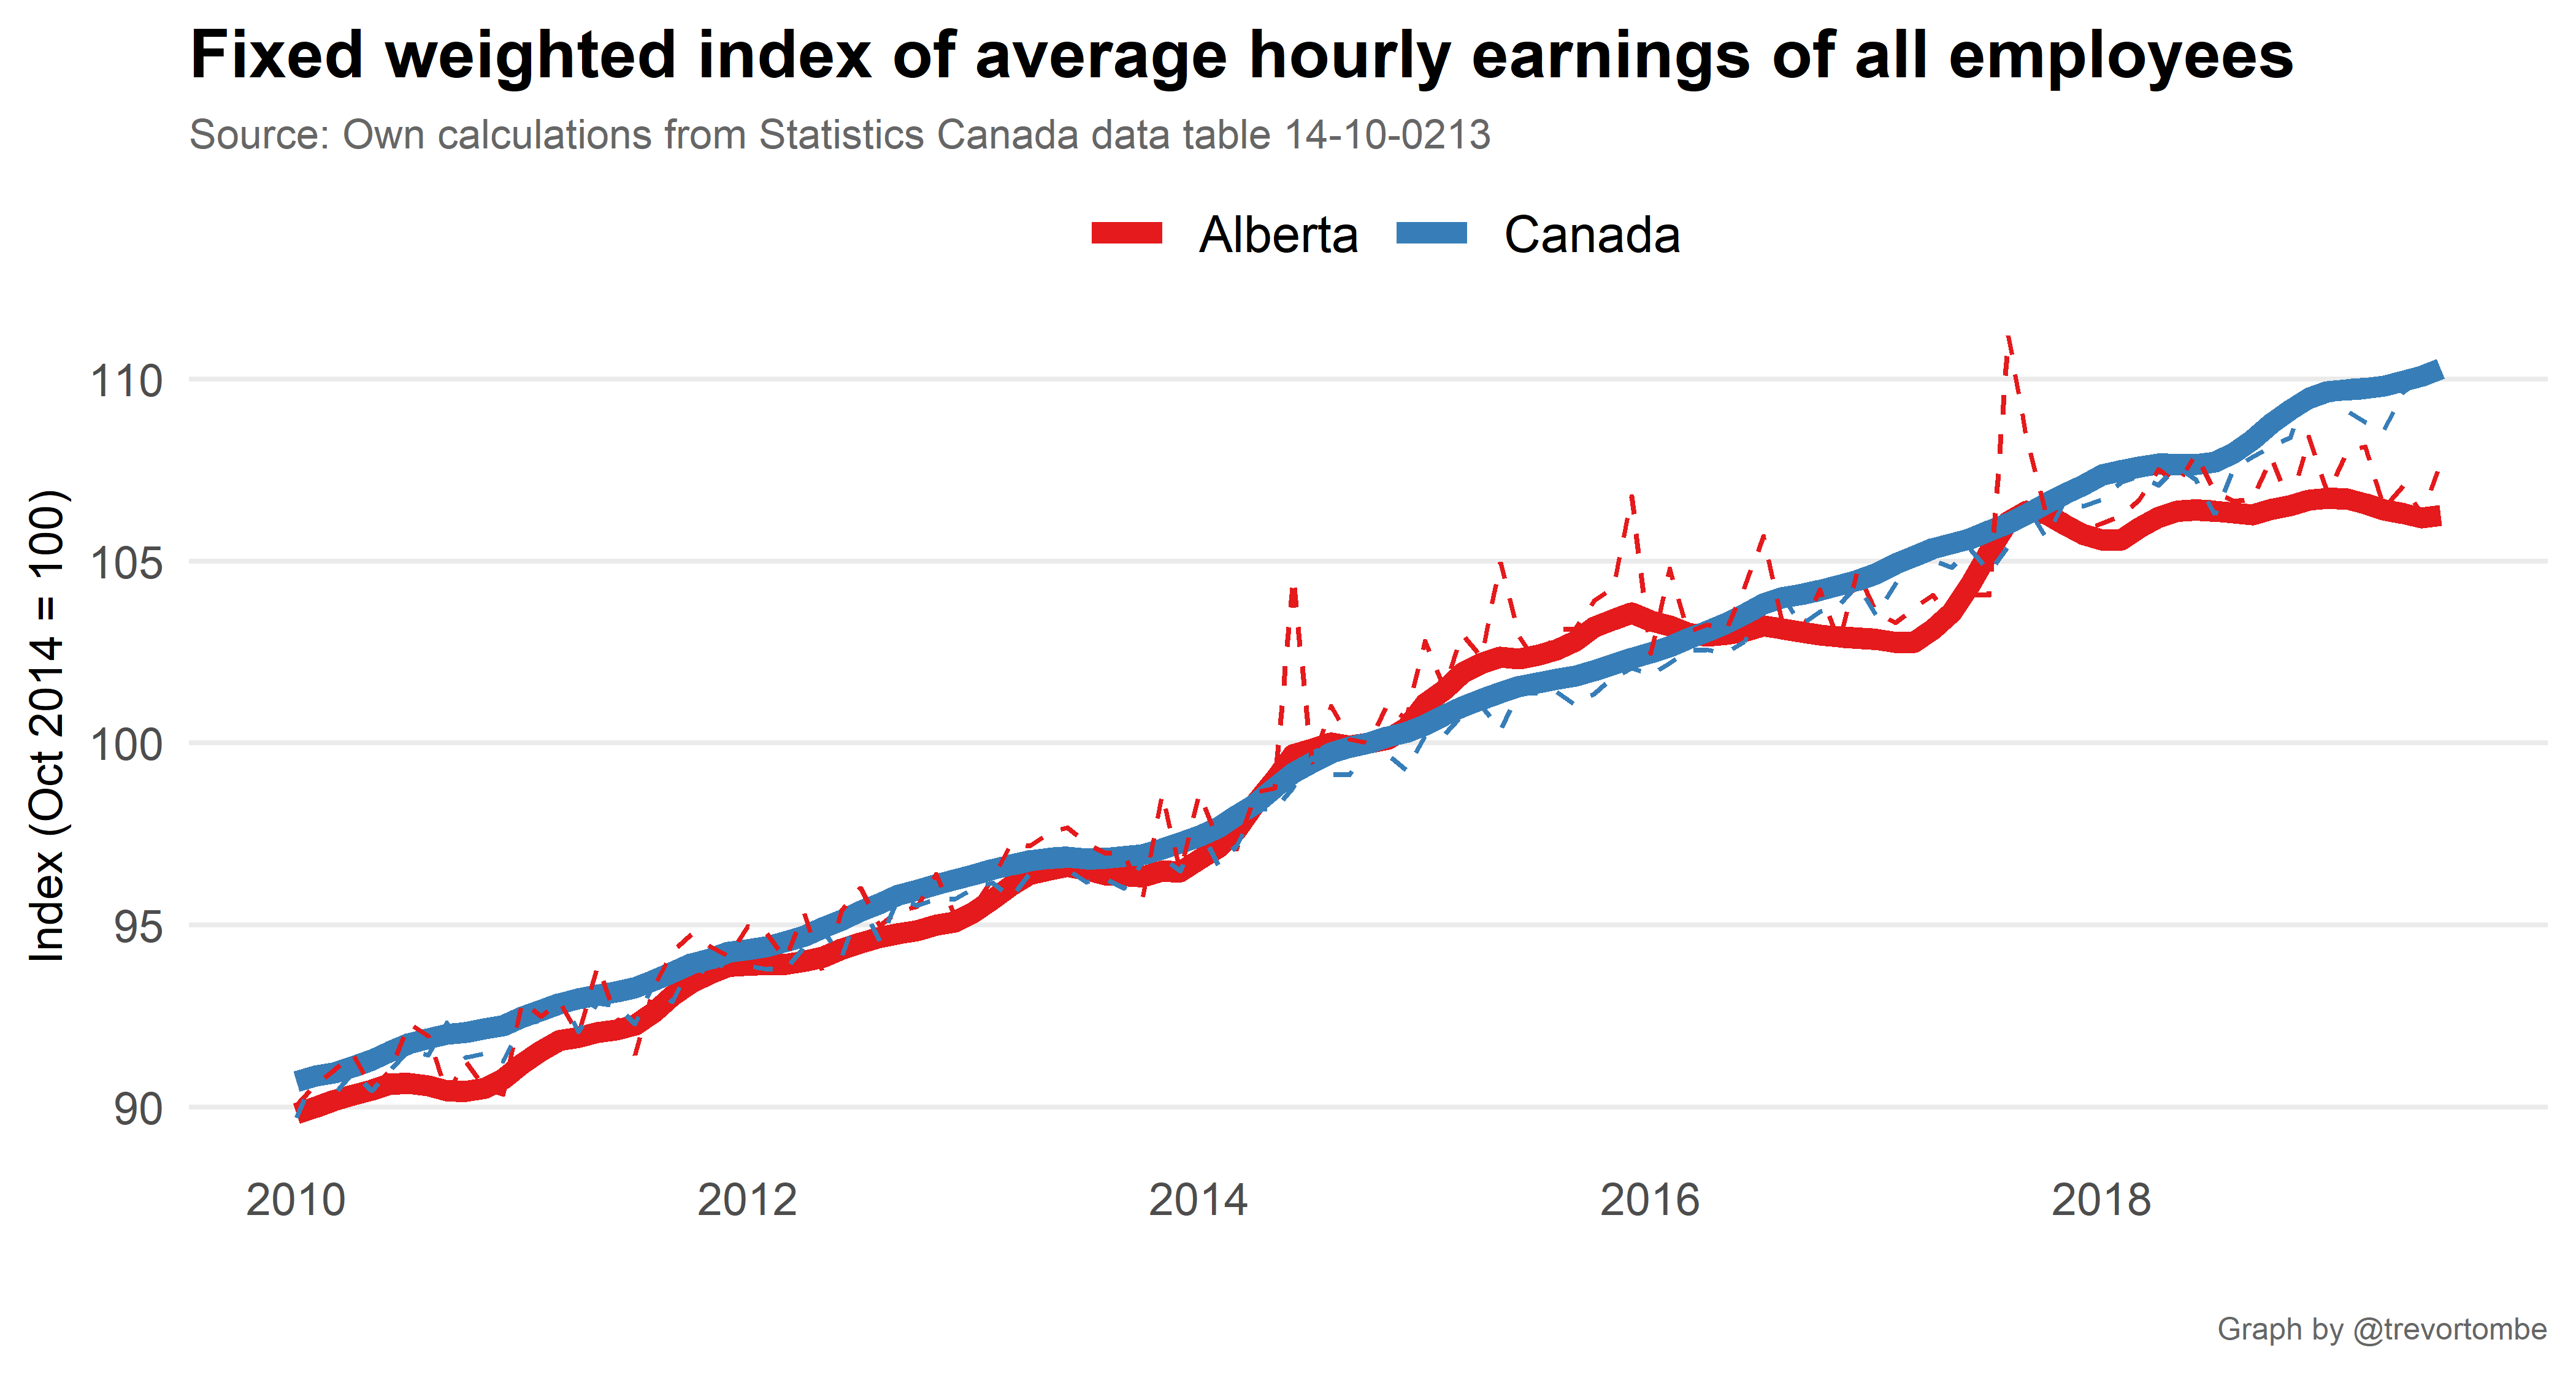 Fixed weighted index of average hourly earnings of all employees
Source: Own calculations from Statistics Canada data table 14-10-0213
Alberta Canada
Index (Oct 2014 = 100)
110
105
100
95
90
2010 2012 2014 2016 2018
Graph by @trevortombe